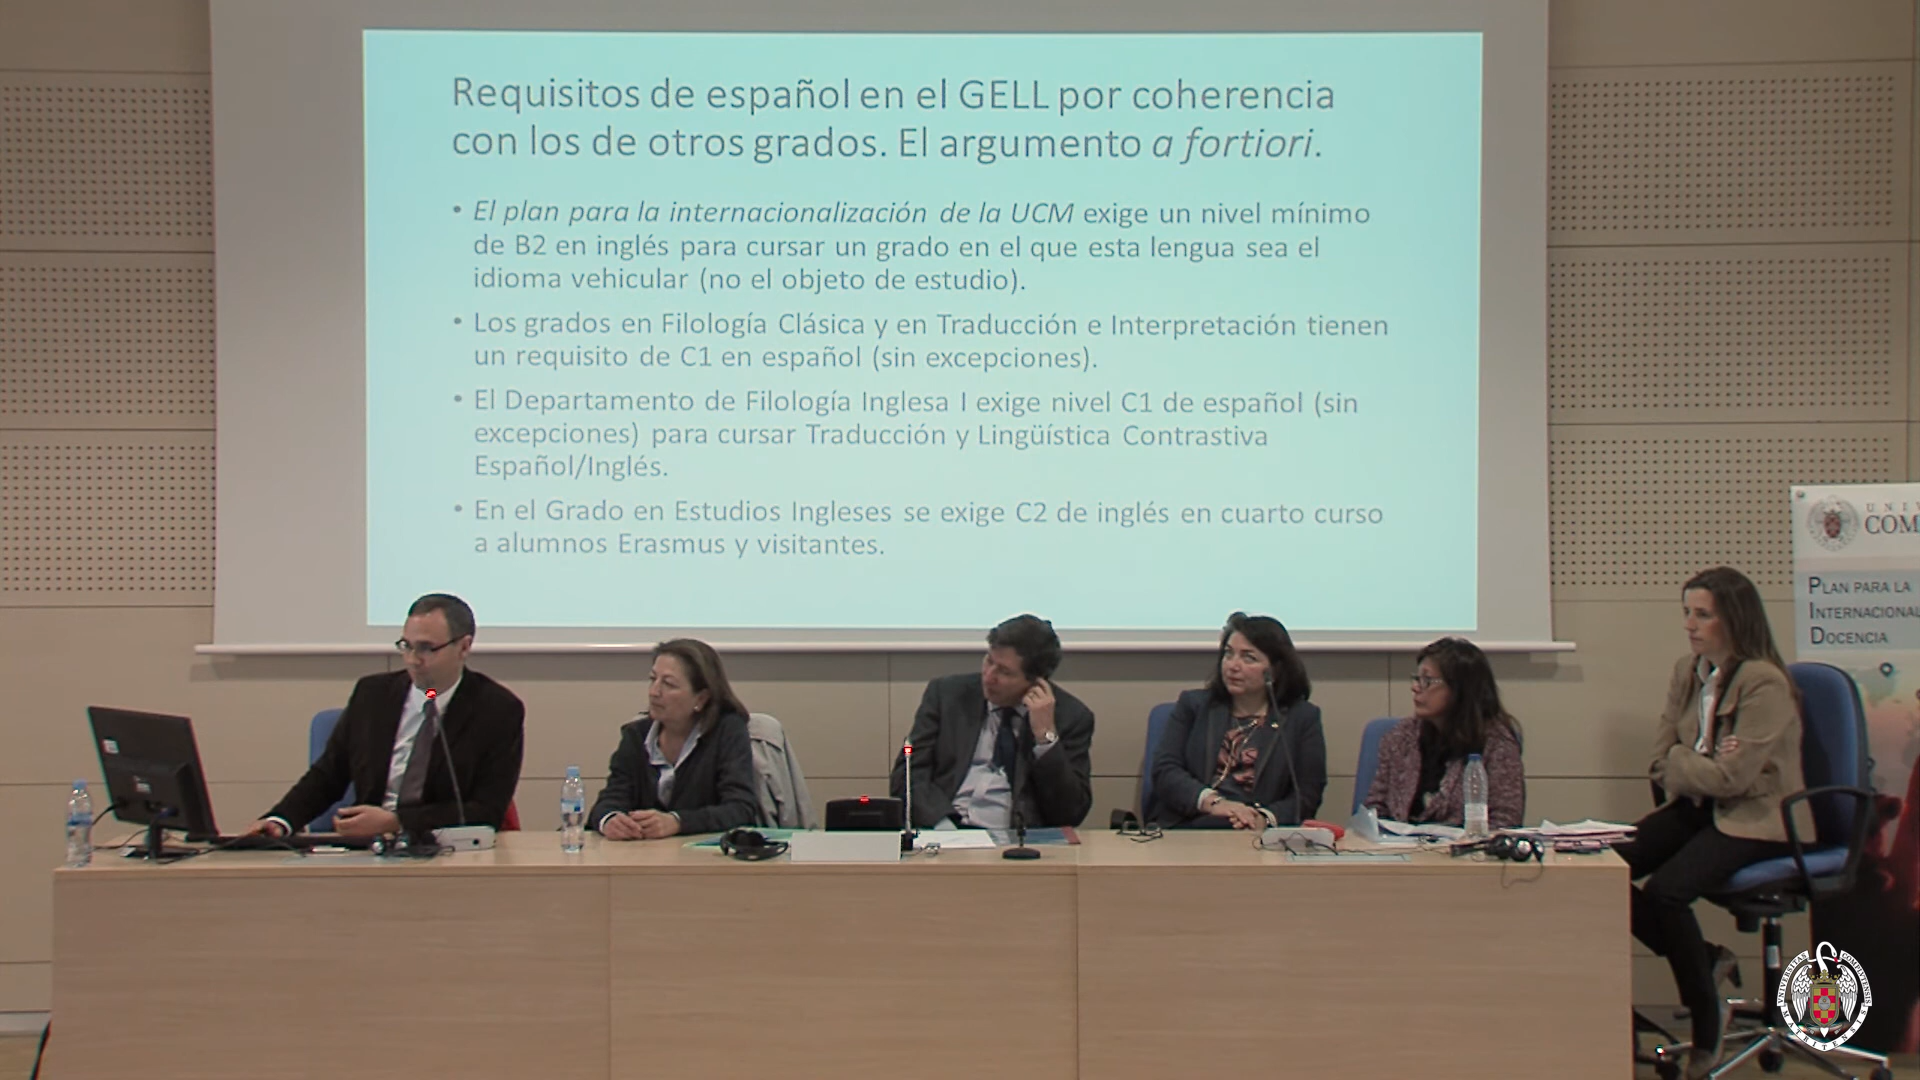 Requisitos de español en el GELL por coherencia
con los de otros grados. El argumento a fortiori.
• El plan para la internacionalización de la UCM exige un nivel mínimo
de B2 en inglés para cursar un grado en el que esta lengua sea el
idioma vehicular (no el objeto de estudio).
• Los grados en Filología Clásica y en Traducción e Interpretación tienen
un requisito de C1 en español (sin excepciones).
• El Departamento de Filología Inglesa I exige nivel C1 de español (sin
excepciones) para cursar Traducción y Lingüística Contrastiva
Español/Inglés.
• En el Grado en Estudios Ingleses se exige C2 de inglés en cuarto curso
a alumnos Erasmus y visitantes.
UNIV
COM
PLAN PARA LA
INTERNACIONAL
DOCENCIA
UNIVERSITAS COMPLUTENSIS
MATRITENSIS